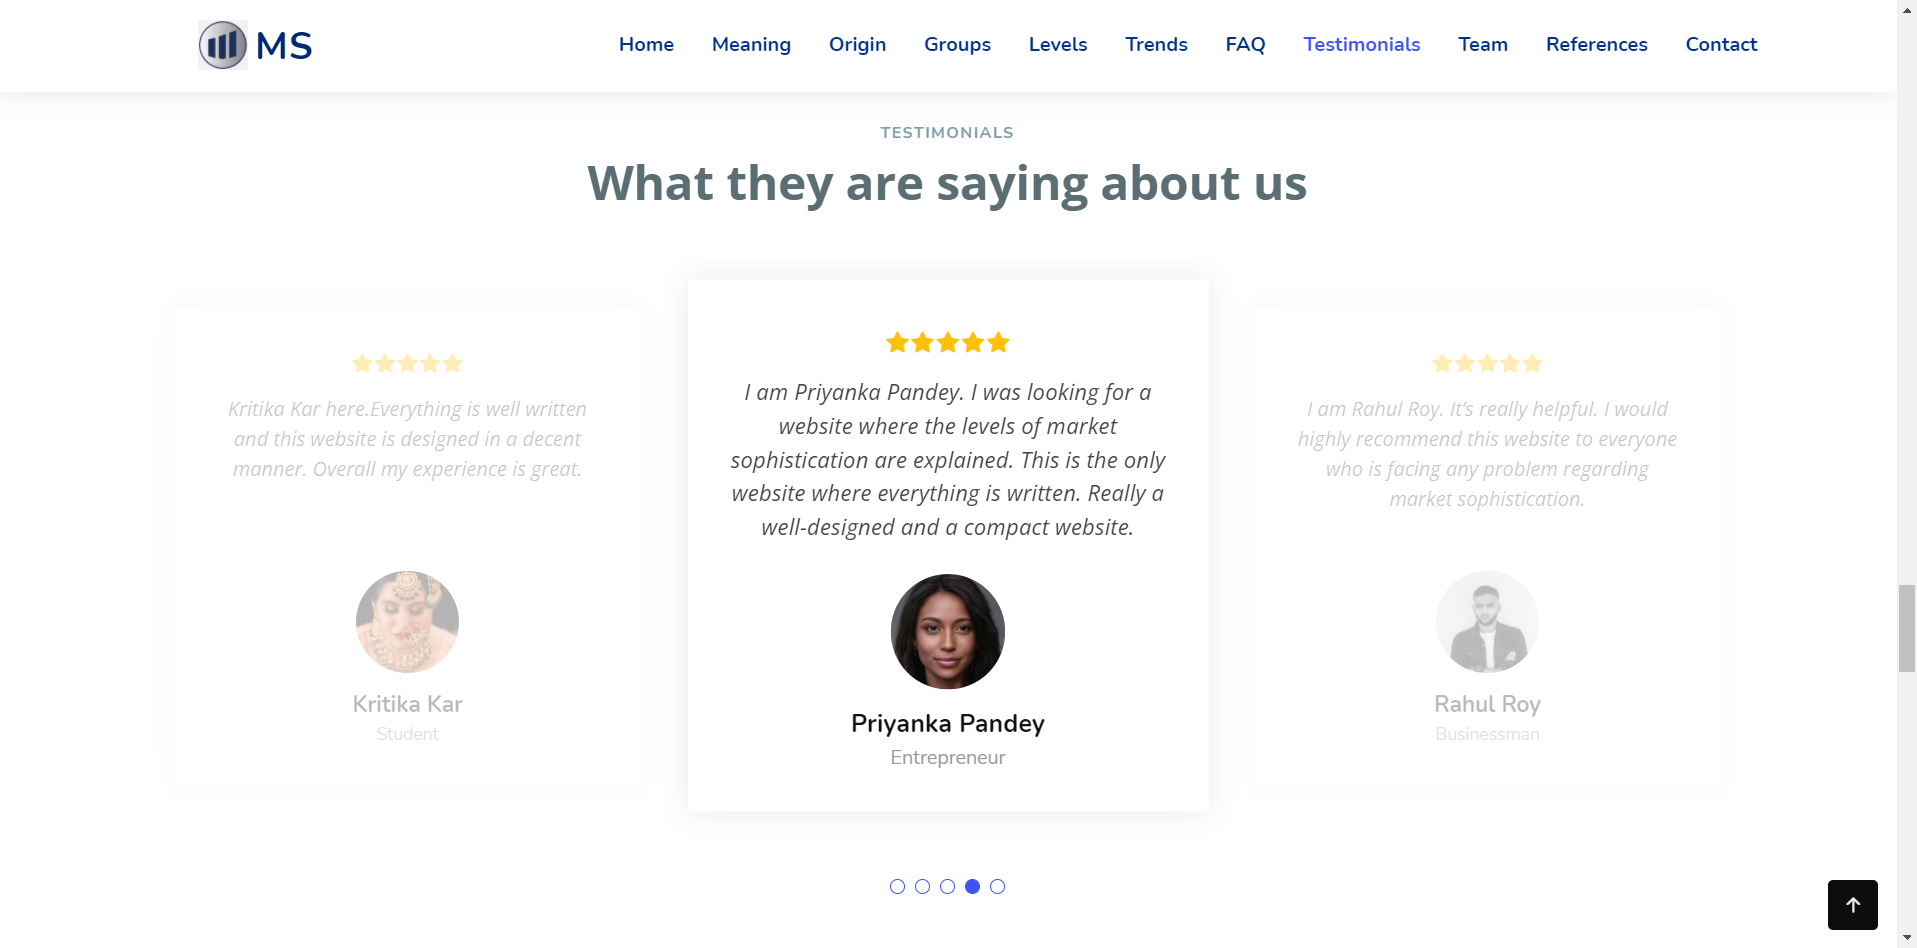 MS
Home Meaning Origin Groups Levels Trends FAQ Testimonials Team References Contact
TESTIMONIALS
What they are saying about us
Kritika Kar here.Everything is well written
and this website is designed in a decent
manner. Overall my experience is great.
Kritika Kar
Student
I am Priyanka Pandey. I was looking for a
website where the levels of market
sophistication are explained. This is the only
website where everything is written. Really a
well-designed and a compact website.
Priyanka Pandey
Entrepreneur
I am Rahul Roy. It’s really helpful. I would
highly recommend this website to everyone
who is facing any problem regarding
market sophistication.
Rahul Roy
Businessman